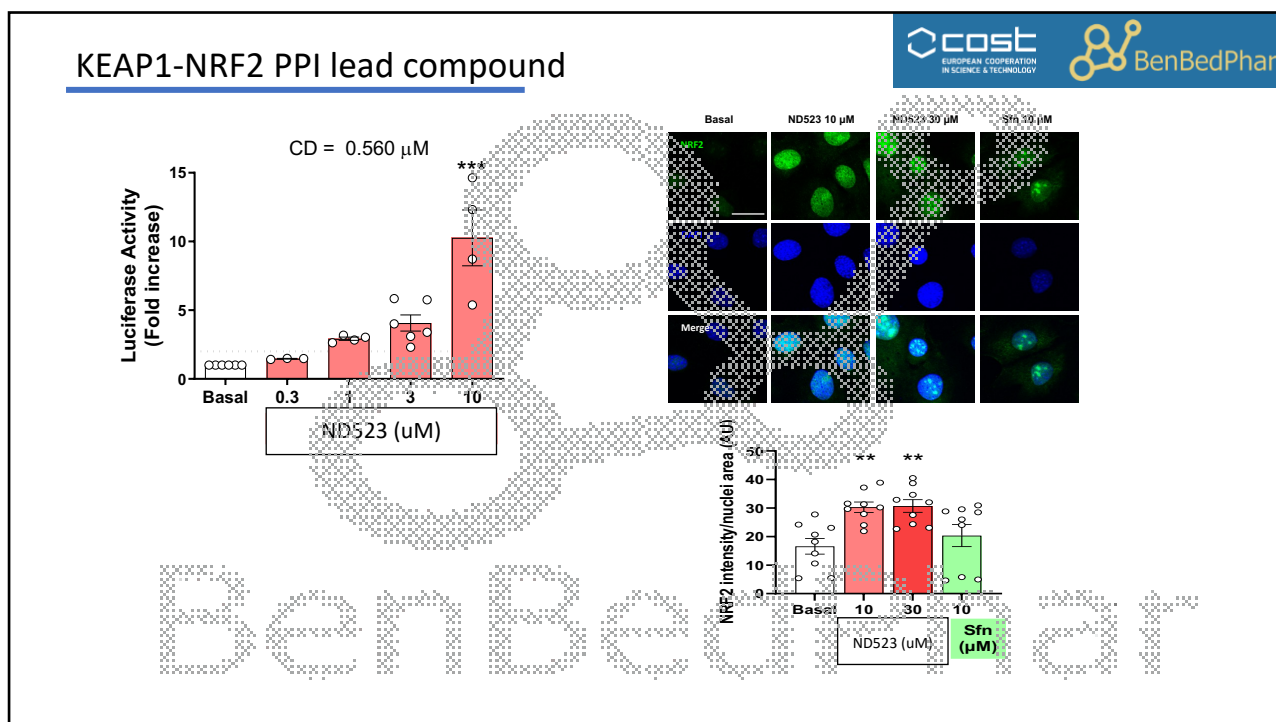 KEAP1-NRF2 PPI lead compound
cost
EUROPEAN COOPERATION
IN SCIENCE & TECHNOLOGY
BenBedPhar
CD = 0.560 μM
Luciferase Activity
(Fold increase)
15
10
5
0
***
Basal 0.3 1 3 10
ND523 (uM)
Basal ND523 10 μM ND523 30 μM Sfn 10 μM
NRF2
Merge
NRF2 intensity/nuclei area (AU)
50
40
30
20
10
0
** **
Basal 10 30 10
ND523 (uM)
Sfn
(μM)
BenBedPhar